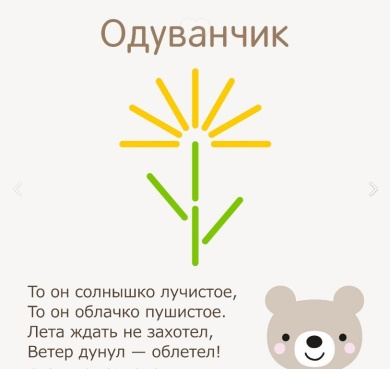 Одуванчик
То он солнышко лучистое,
То он облачко пушистое.
Лета ждать не захотел,
Ветер дунул — облетел!